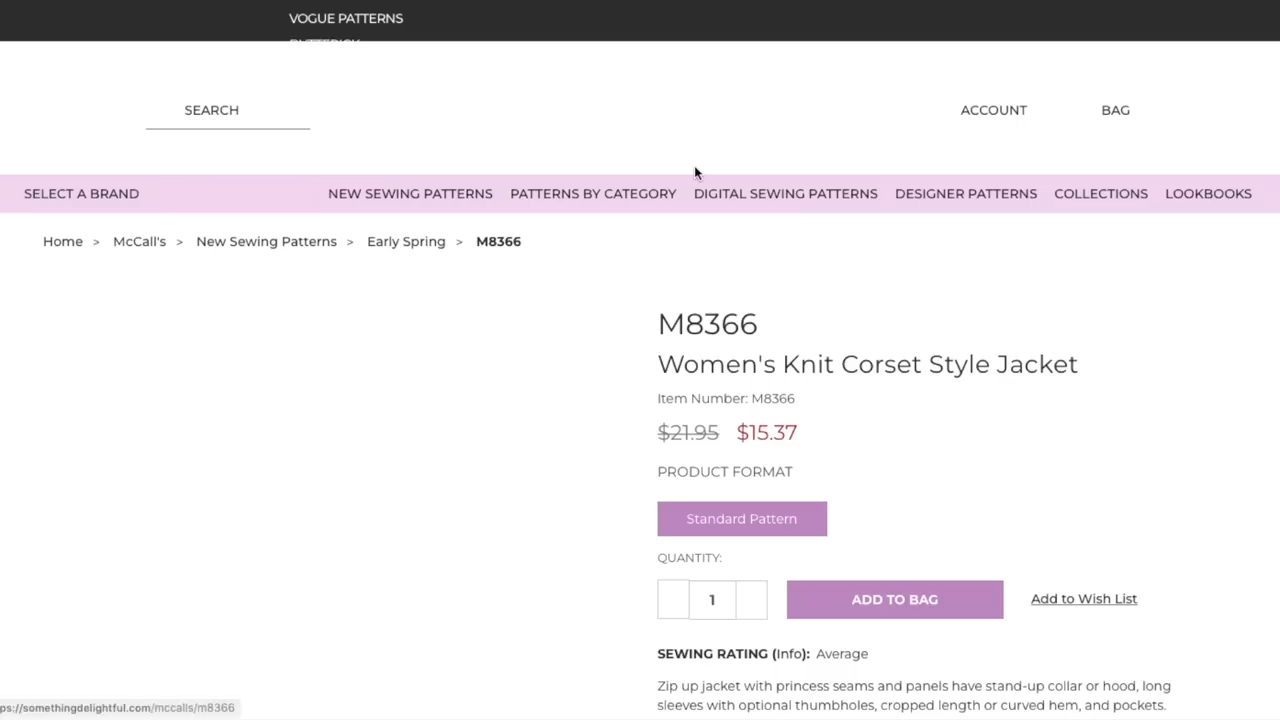 VOGUE PATTERNS
SEARCH
ACCOUNT
BAG
SELECT A BRAND
NEW SEWING PATTERNS
PATTERNS BY CATEGORY
DIGITAL SEWING PATTERNS
DESIGNER PATTERNS
COLLECTIONS
LOOKBOOKS
Home > McCall's > New Sewing Patterns > Early Spring > M8366
M8366
Women's Knit Corset Style Jacket
Item Number: M8366
$21.95 $15.37
PRODUCT FORMAT
Standard Pattern
QUANTITY:
1
ADD TO BAG
Add to Wish List
SEWING RATING (Info): Average
Zip up jacket with princess seams and panels have stand-up collar or hood, long
sleeves with optional thumbholes, cropped length or curved hem, and pockets.
ps://somethingdelightful.com/mccalls/m8366